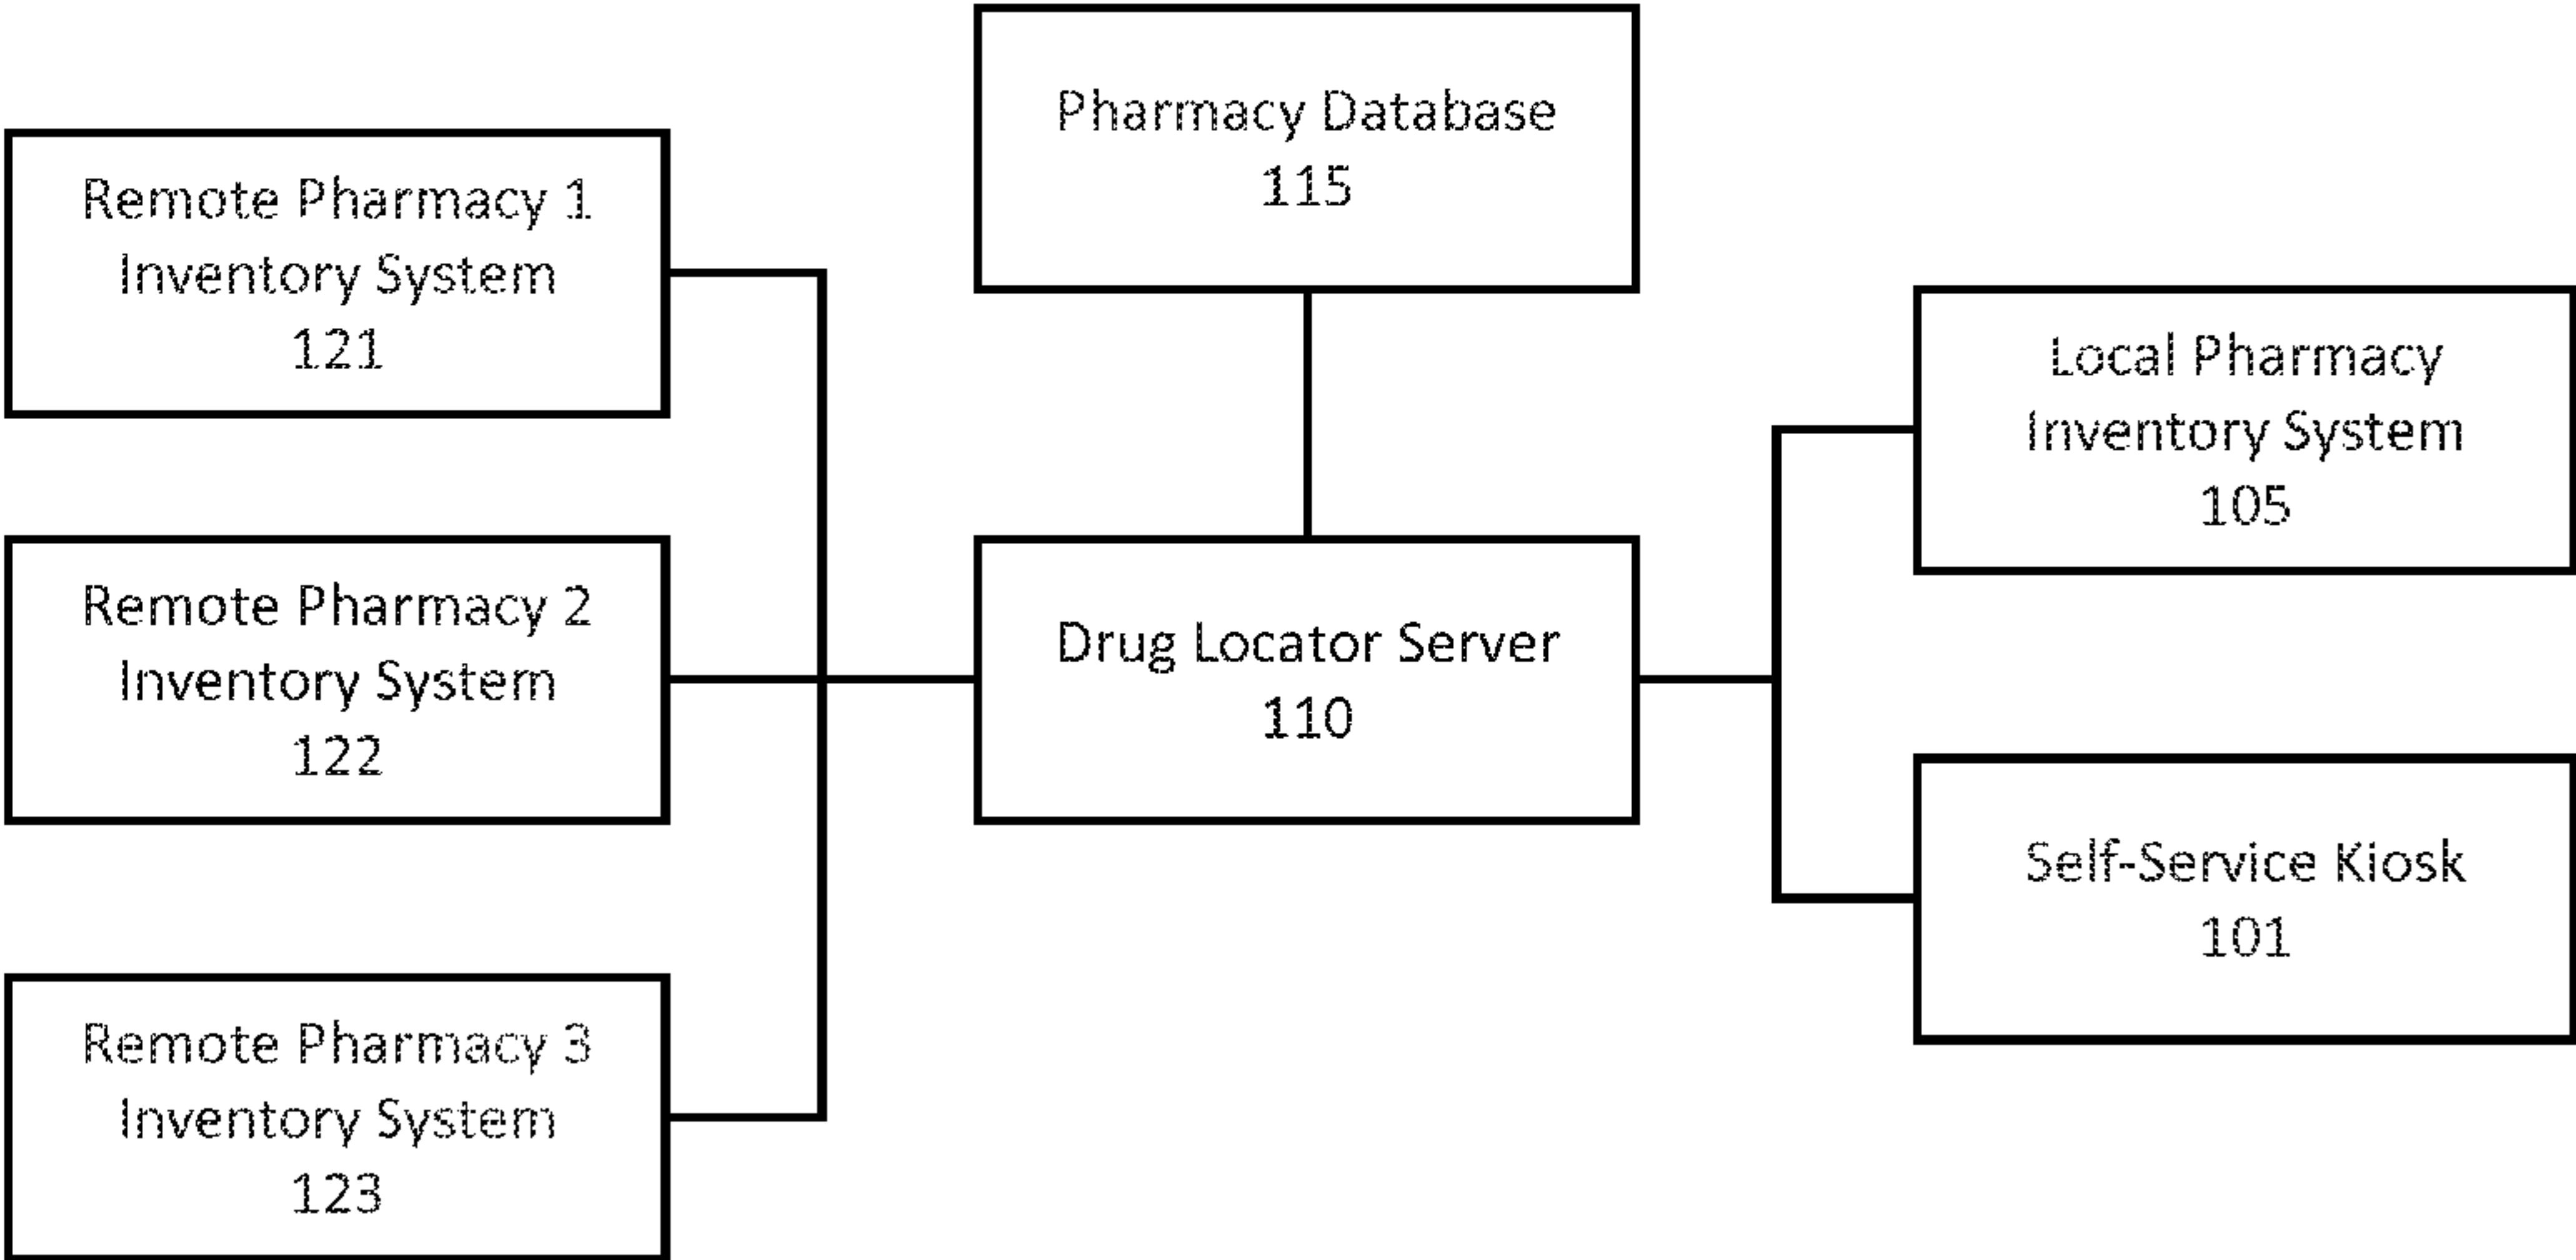 Pharmacy Database
115
Remote Pharmacy 1
Inventory System
121
Local Pharmacy
Inventory System
105
Remote Pharmacy 2
Inventory System
122
Drug Locator Server
110
Self-Service Kiosk
101
Remote Pharmacy 3
Inventory System
123